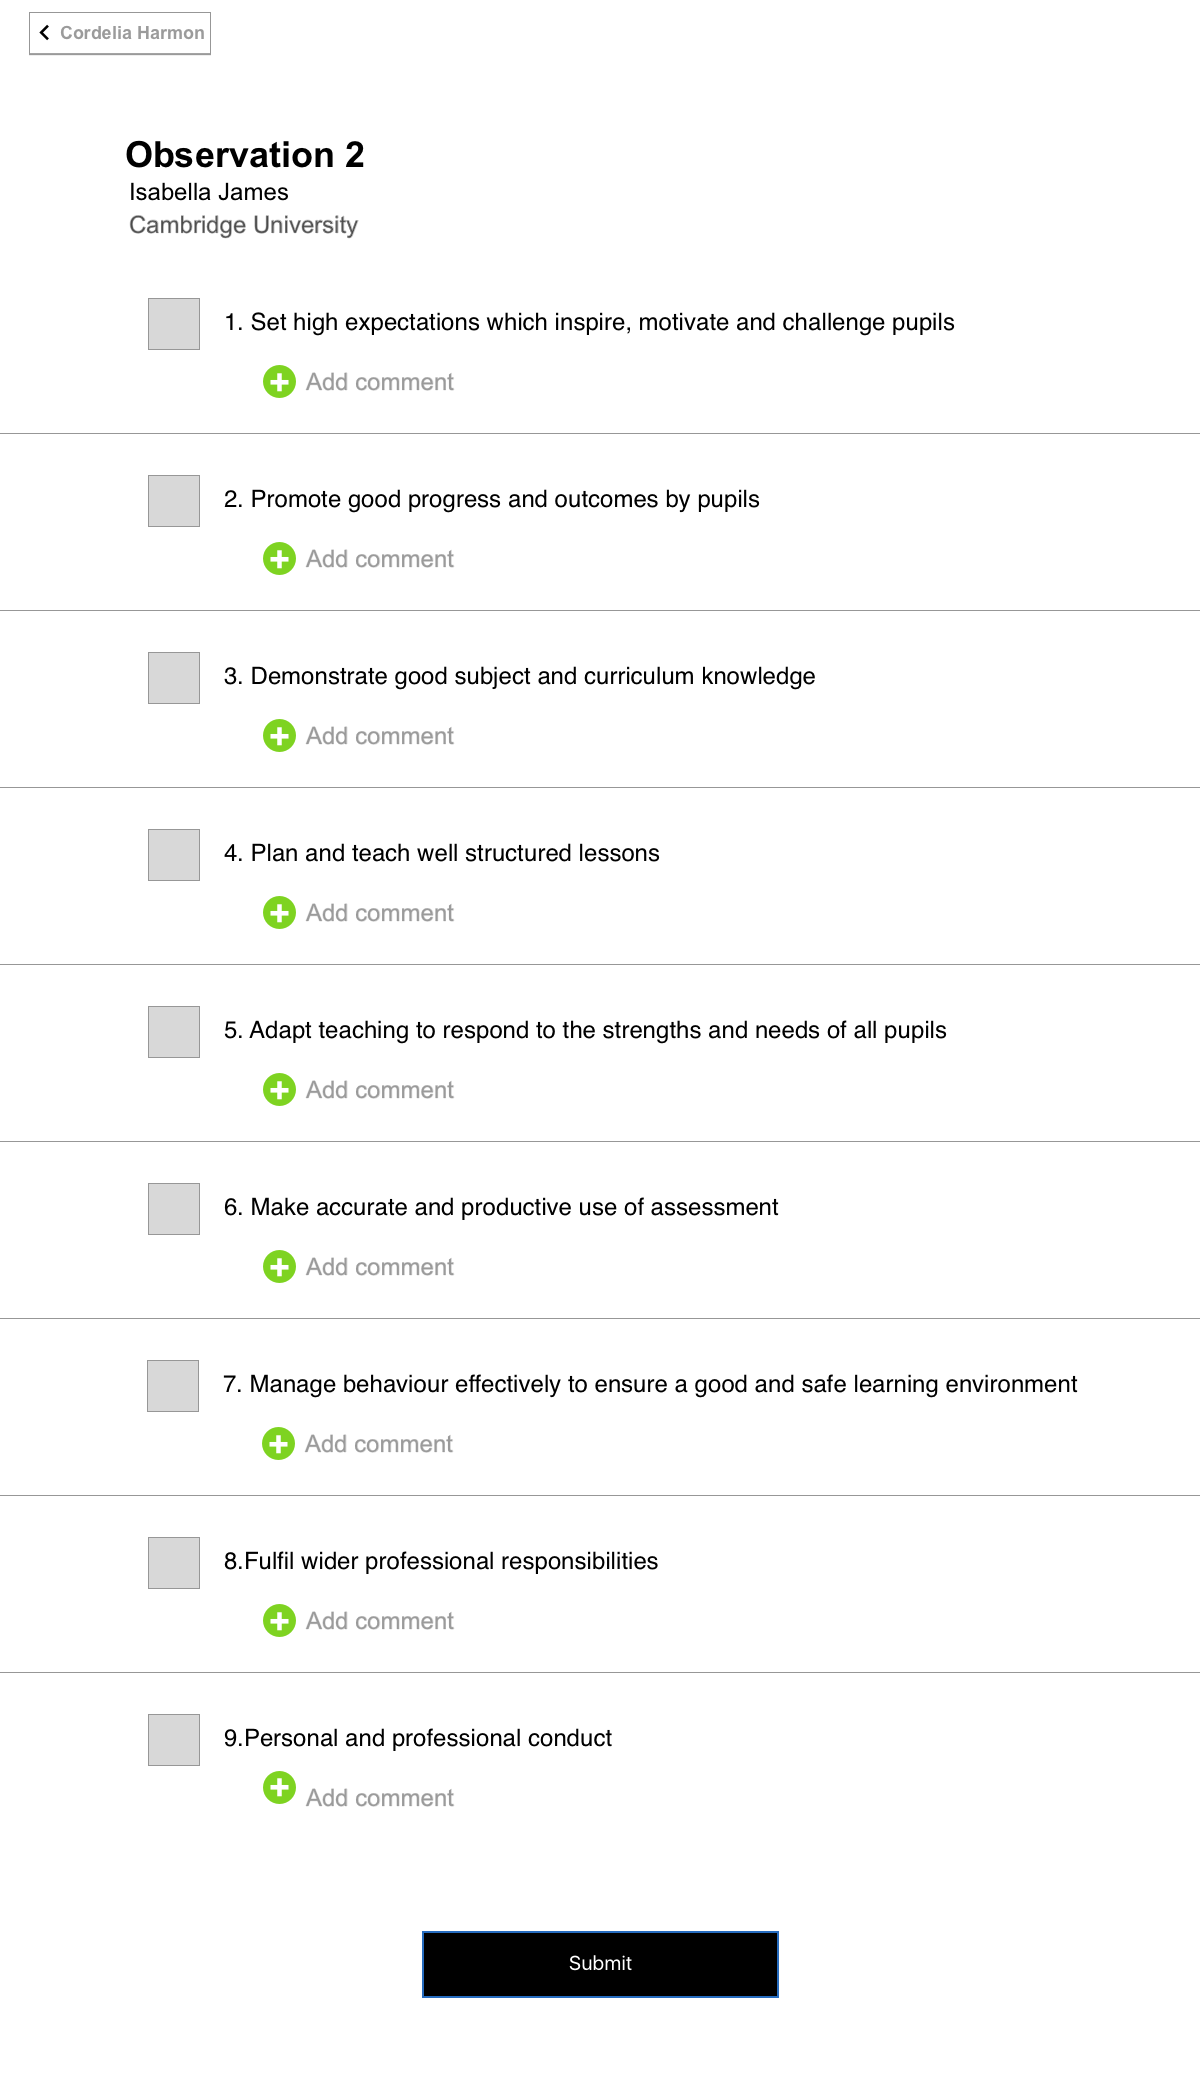 Cordelia Harmon
Observation 2
Isabella James
Cambridge University
1. Set high expectations which inspire, motivate and challenge pupils
Add comment
2. Promote good progress and outcomes by pupils
Add comment
3. Demonstrate good subject and curriculum knowledge
Add comment
4. Plan and teach well structured lessons
Add comment
5. Adapt teaching to respond to the strengths and needs of all pupils
Add comment
6. Make accurate and productive use of assessment
Add comment
7. Manage behaviour effectively to ensure a good and safe learning environment
Add comment
8.Fulfil wider professional responsibilities
Add comment
9.Personal and professional conduct
Add comment
Submit